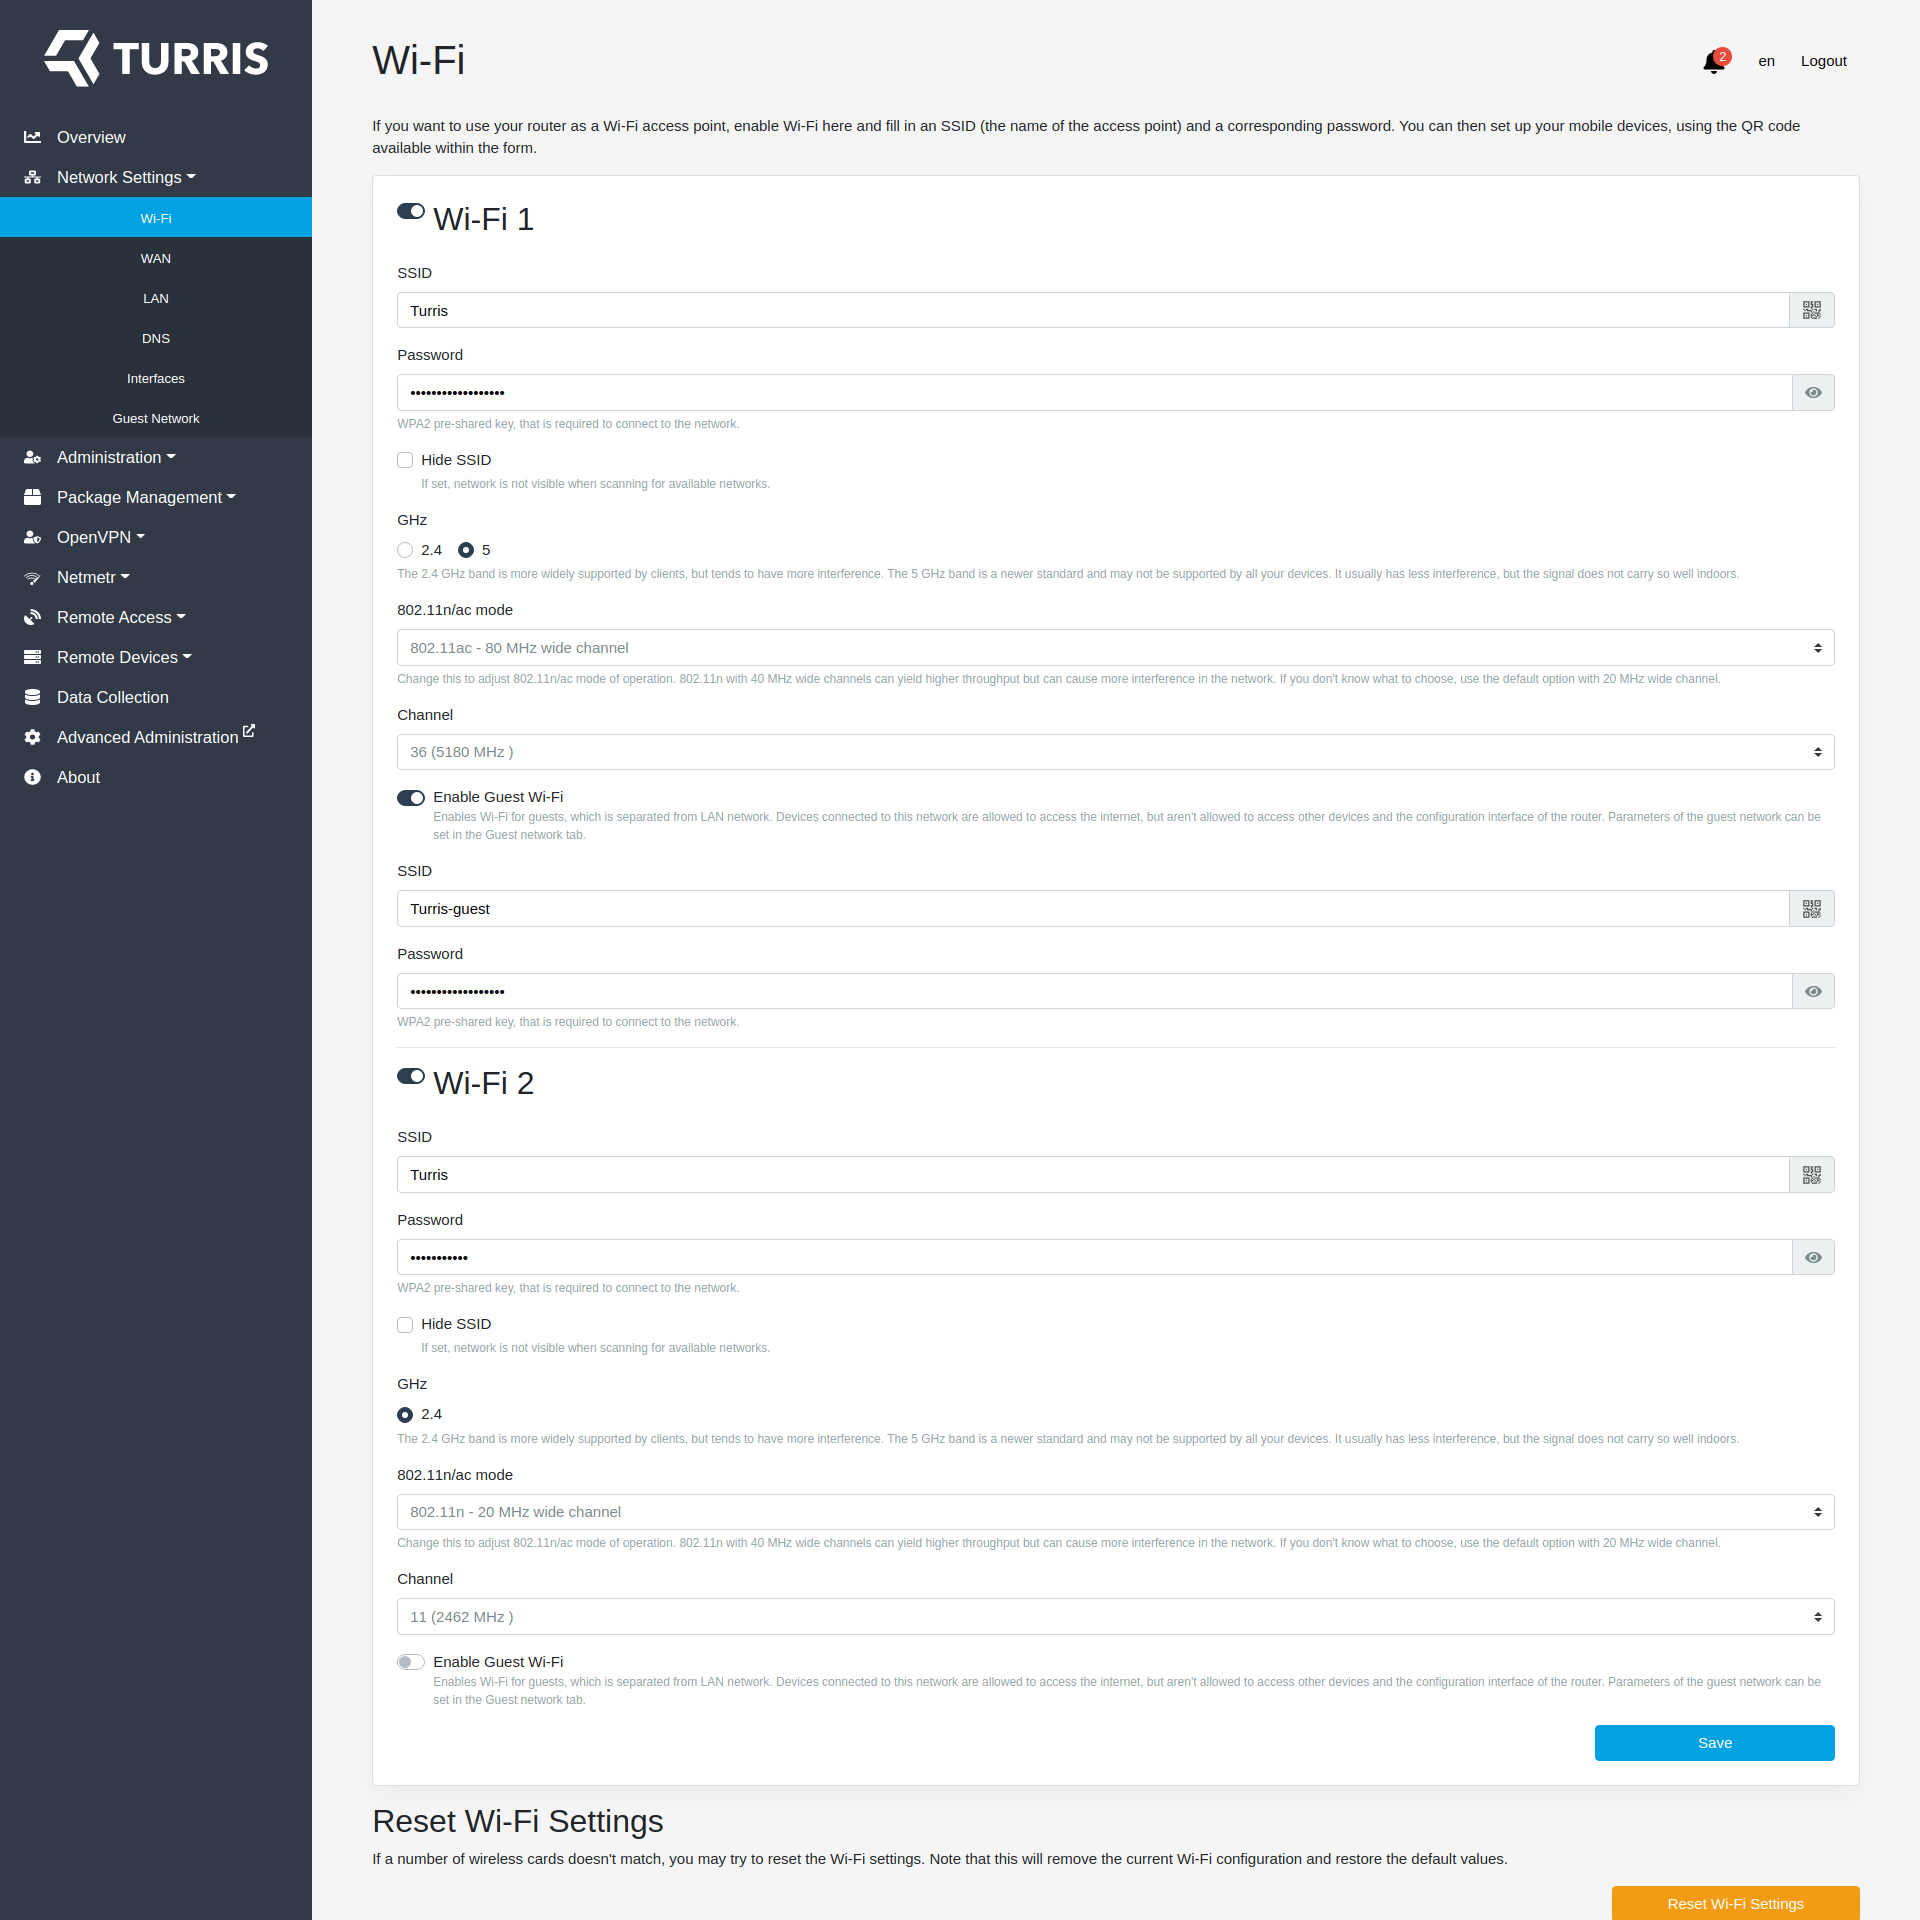 TURRIS
Overview
Network Settings
Wi-Fi
WAN
LAN
DNS
Interfaces
Guest Network
Administration
Package Management
OpenVPN
Netmetr
Remote Access
Remote Devices
Data Collection
Advanced Administration
About
Wi-Fi
2
en
Logout
If you want to use your router as a Wi-Fi access point, enable Wi-Fi here and fill in an SSID (the name of the access point) and a corresponding password. You can then set up your mobile devices, using the QR code
available within the form.
Wi-Fi 1
SSID
Turris
Password
••••••••••••••••••
WPA2 pre-shared key, that is required to connect to the network.
Hide SSID
If set, network is not visible when scanning for available networks.
GHz
2.4 5
The 2.4 GHz band is more widely supported by clients, but tends to have more interference. The 5 GHz band is a newer standard and may not be supported by all your devices. It usually has less interference, but the signal does not carry so well indoors.
802.11n/ac mode
802.11ac - 80 MHz wide channel
Change this to adjust 802.11n/ac mode of operation. 802.11n with 40 MHz wide channels can yield higher throughput but can cause more interference in the network. If you don't know what to choose, use the default option with 20 MHz wide channel.
Channel
36 (5180 MHz )
Enable Guest Wi-Fi
Enables Wi-Fi for guests, which is separated from LAN network. Devices connected to this network are allowed to access the internet, but aren't allowed to access other devices and the configuration interface of the router. Parameters of the guest network can be
set in the Guest network tab.
SSID
Turris-guest
Password
••••••••••••••••••
WPA2 pre-shared key, that is required to connect to the network.
Wi-Fi 2
SSID
Turris
Password
•••••••••••
WPA2 pre-shared key, that is required to connect to the network.
Hide SSID
If set, network is not visible when scanning for available networks.
GHz
2.4
The 2.4 GHz band is more widely supported by clients, but tends to have more interference. The 5 GHz band is a newer standard and may not be supported by all your devices. It usually has less interference, but the signal does not carry so well indoors.
802.11n/ac mode
802.11n - 20 MHz wide channel
Change this to adjust 802.11n/ac mode of operation. 802.11n with 40 MHz wide channels can yield higher throughput but can cause more interference in the network. If you don't know what to choose, use the default option with 20 MHz wide channel.
Channel
11 (2462 MHz )
Enable Guest Wi-Fi
Enables Wi-Fi for guests, which is separated from LAN network. Devices connected to this network are allowed to access the internet, but aren't allowed to access other devices and the configuration interface of the router. Parameters of the guest network can be
set in the Guest network tab.
Save
Reset Wi-Fi Settings
If a number of wireless cards doesn't match, you may try to reset the Wi-Fi settings. Note that this will remove the current Wi-Fi configuration and restore the default values.
Reset Wi-Fi Settings